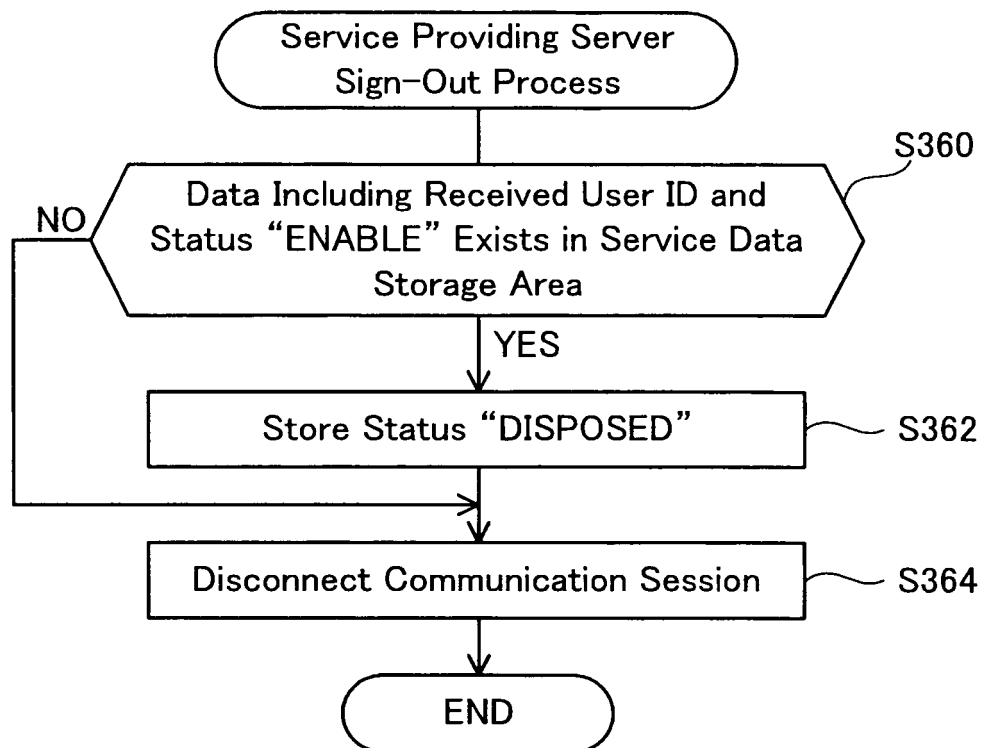 Service Providing Server
Sign-Out Process
S360
Data Including Received User ID and
Status “ENABLE” Exists in Service Data
Storage Area
NO
YES
Store Status “DISPOSED”
S362
Disconnect Communication Session
S364
END